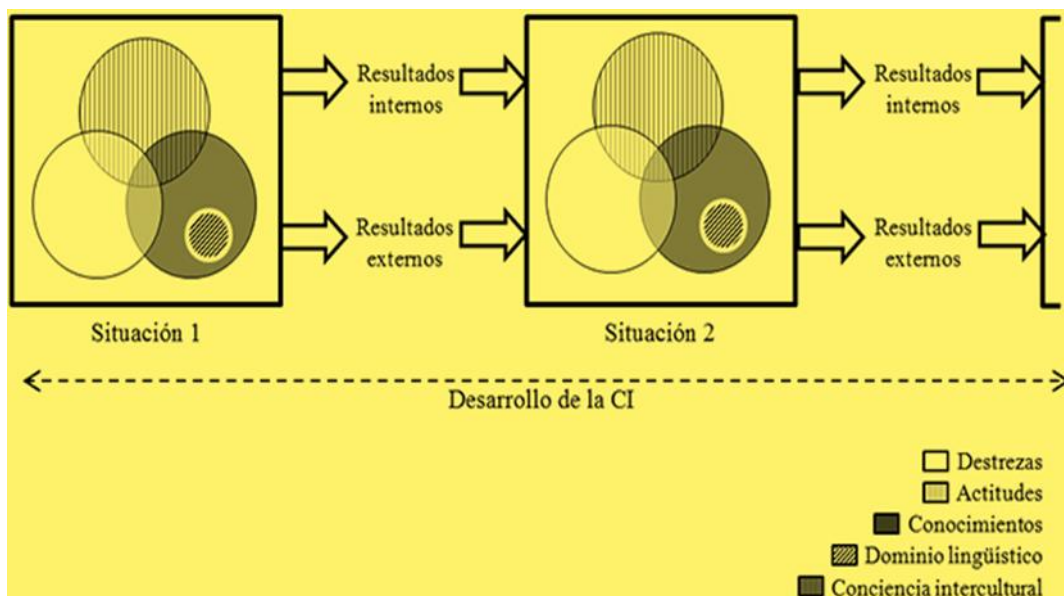 Resultados
internos
Resultados
internos
Resultados
externos
Resultados
externos
Situación 1
Situación 2
Desarrollo de la CI
Destrezas
Actitudes
Conocimientos
Dominio lingüístico
Conciencia intercultural